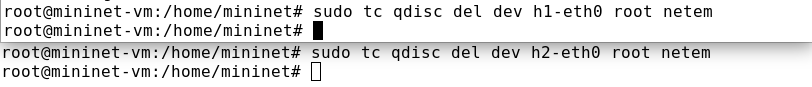 root@mininet-vm:/home/mininet# sudo tc qdisc del dev h1-eth0 root netem
root@mininet-vm:/home/mininet#
root@mininet-vm:/home/mininet# sudo tc qdisc del dev h2-eth0 root netem
root@mininet-vm:/home/mininet#